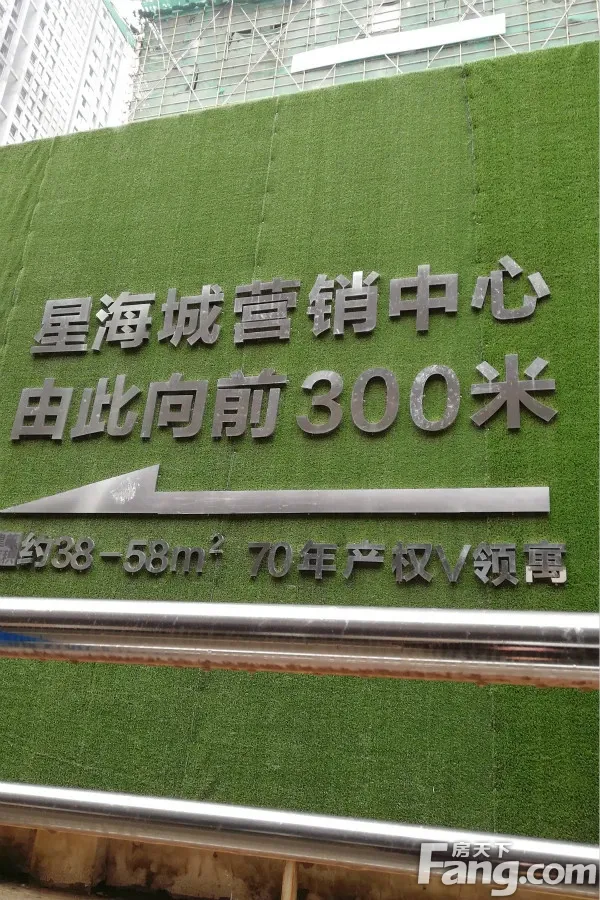 星海城营销中心
由此向前300米
约38-58m² 70年产权V领寓
房天下
Fang.com